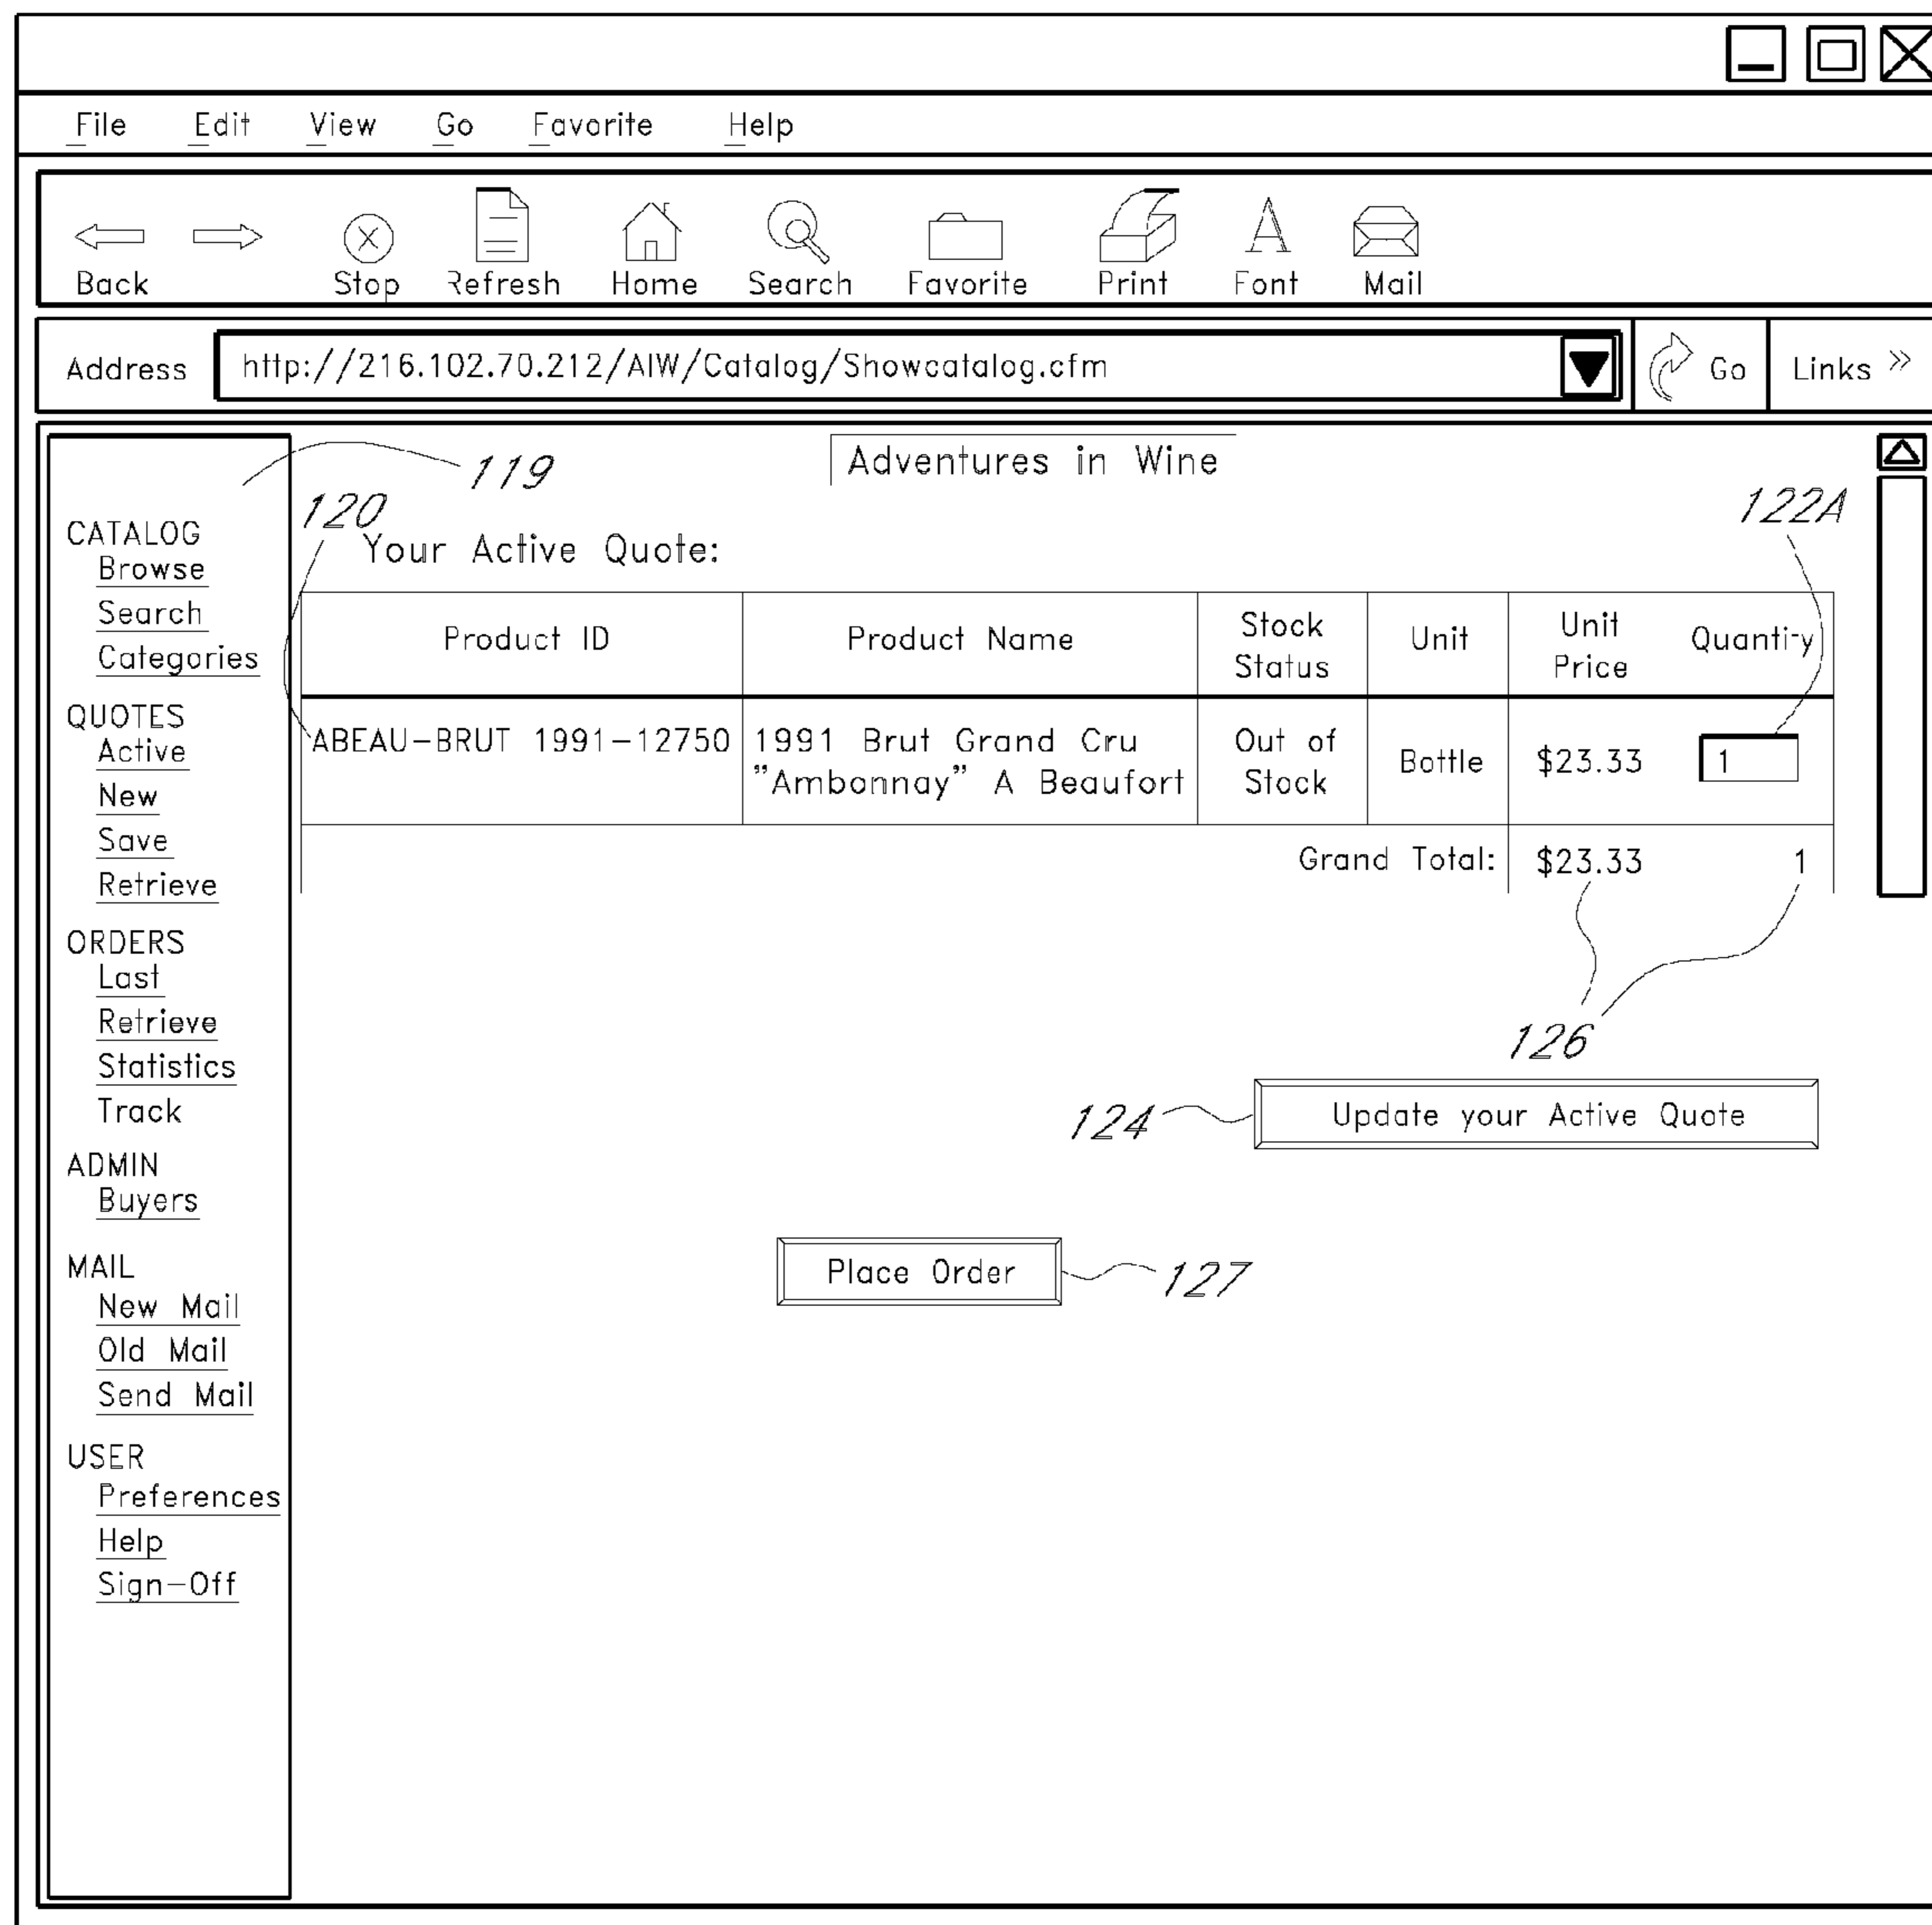 File Edit View Go Favorite Help
Back Stop Refresh Home Search Favorite Print Font Mail
Address http://216.102.70.212/AIW/Catalog/Showcatalog.cfm Go Links »
119 Adventures in Wine
120 122A
Your Active Quote:
CATALOG
Browse
Search
Categories
QUOTES
Active
New
Save
Retrieve
ORDERS
Last
Retrieve
Statistics
Track
ADMIN
Buyers
MAIL
New Mail
Old Mail
Send Mail
USER
Preferences
Help
Sign-Off
Product ID Product Name Stock Status Unit Unit Price Quantity
ABEAU-BRUT 1991-12750 1991 Brut Grand Cru Out of
"Ambonnay" A Beaufort Stock Bottle $23.33 1
Grand Total: $23.33 1
126
124 Update your Active Quote
Place Order 127